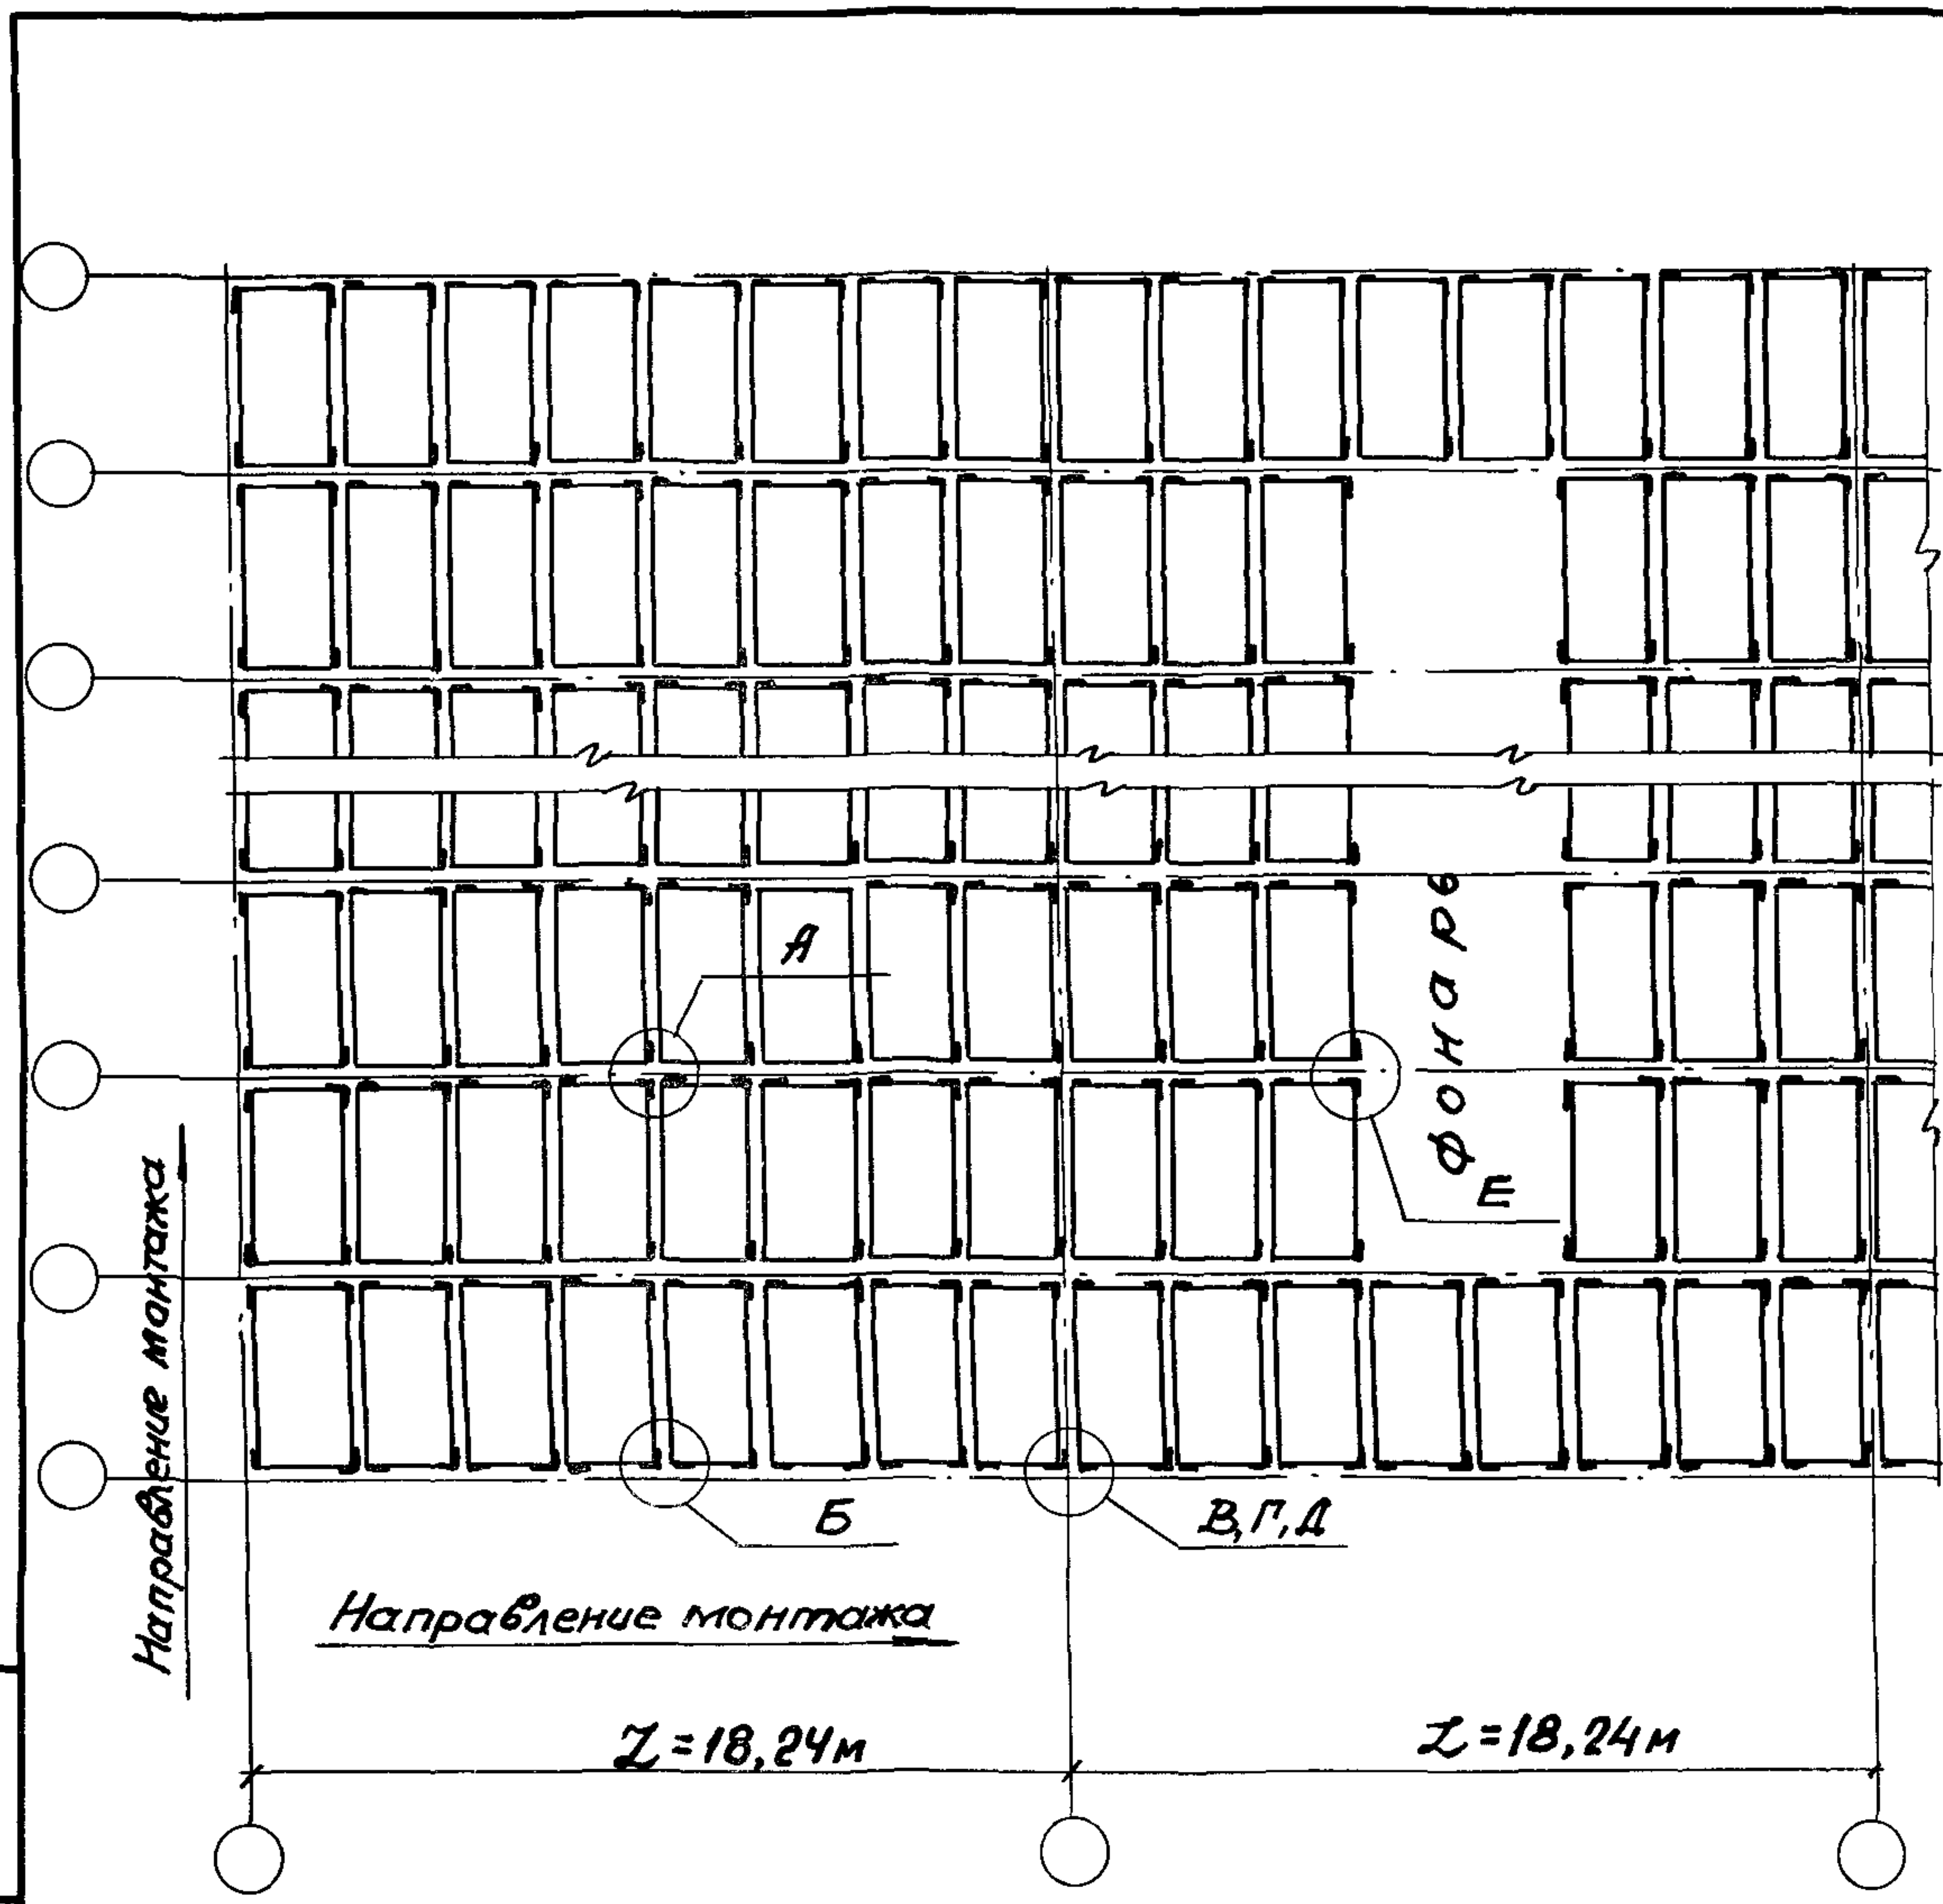 А
фонарь
Е
Направление монтажа
Б
В,Г,Д
Направление монтажа
L=18,24м
L=18,24м